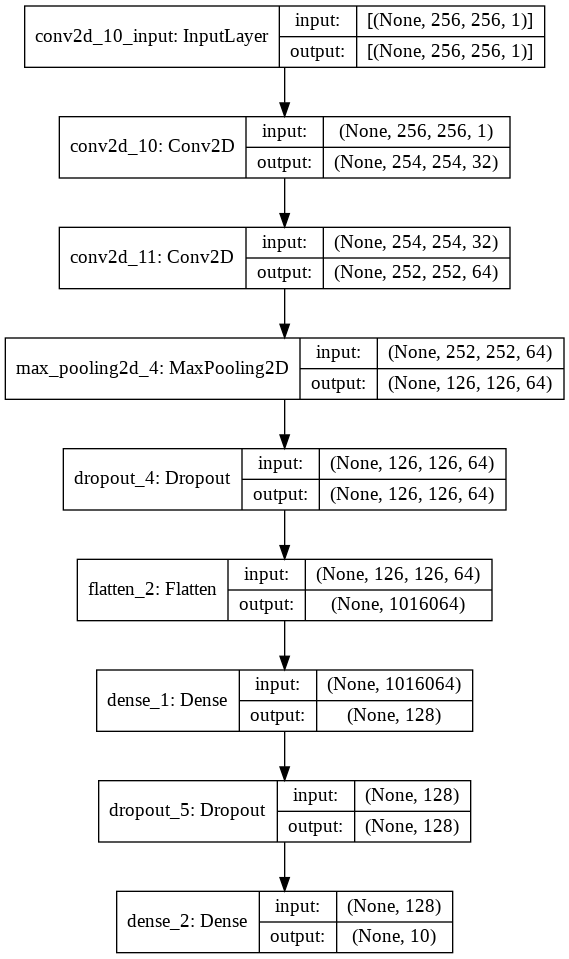 conv2d_10_input: InputLayer
input: [(None, 256, 256, 1)]
output: [(None, 256, 256, 1)]
conv2d_10: Conv2D
input: (None, 256, 256, 1)
output: (None, 254, 254, 32)
conv2d_11: Conv2D
input: (None, 254, 254, 32)
output: (None, 252, 252, 64)
max_pooling2d_4: MaxPooling2D
input: (None, 252, 252, 64)
output: (None, 126, 126, 64)
dropout_4: Dropout
input: (None, 126, 126, 64)
output: (None, 126, 126, 64)
flatten_2: Flatten
input: (None, 126, 126, 64)
output: (None, 1016064)
dense_1: Dense
input: (None, 1016064)
output: (None, 128)
dropout_5: Dropout
input: (None, 128)
output: (None, 128)
dense_2: Dense
input: (None, 128)
output: (None, 10)